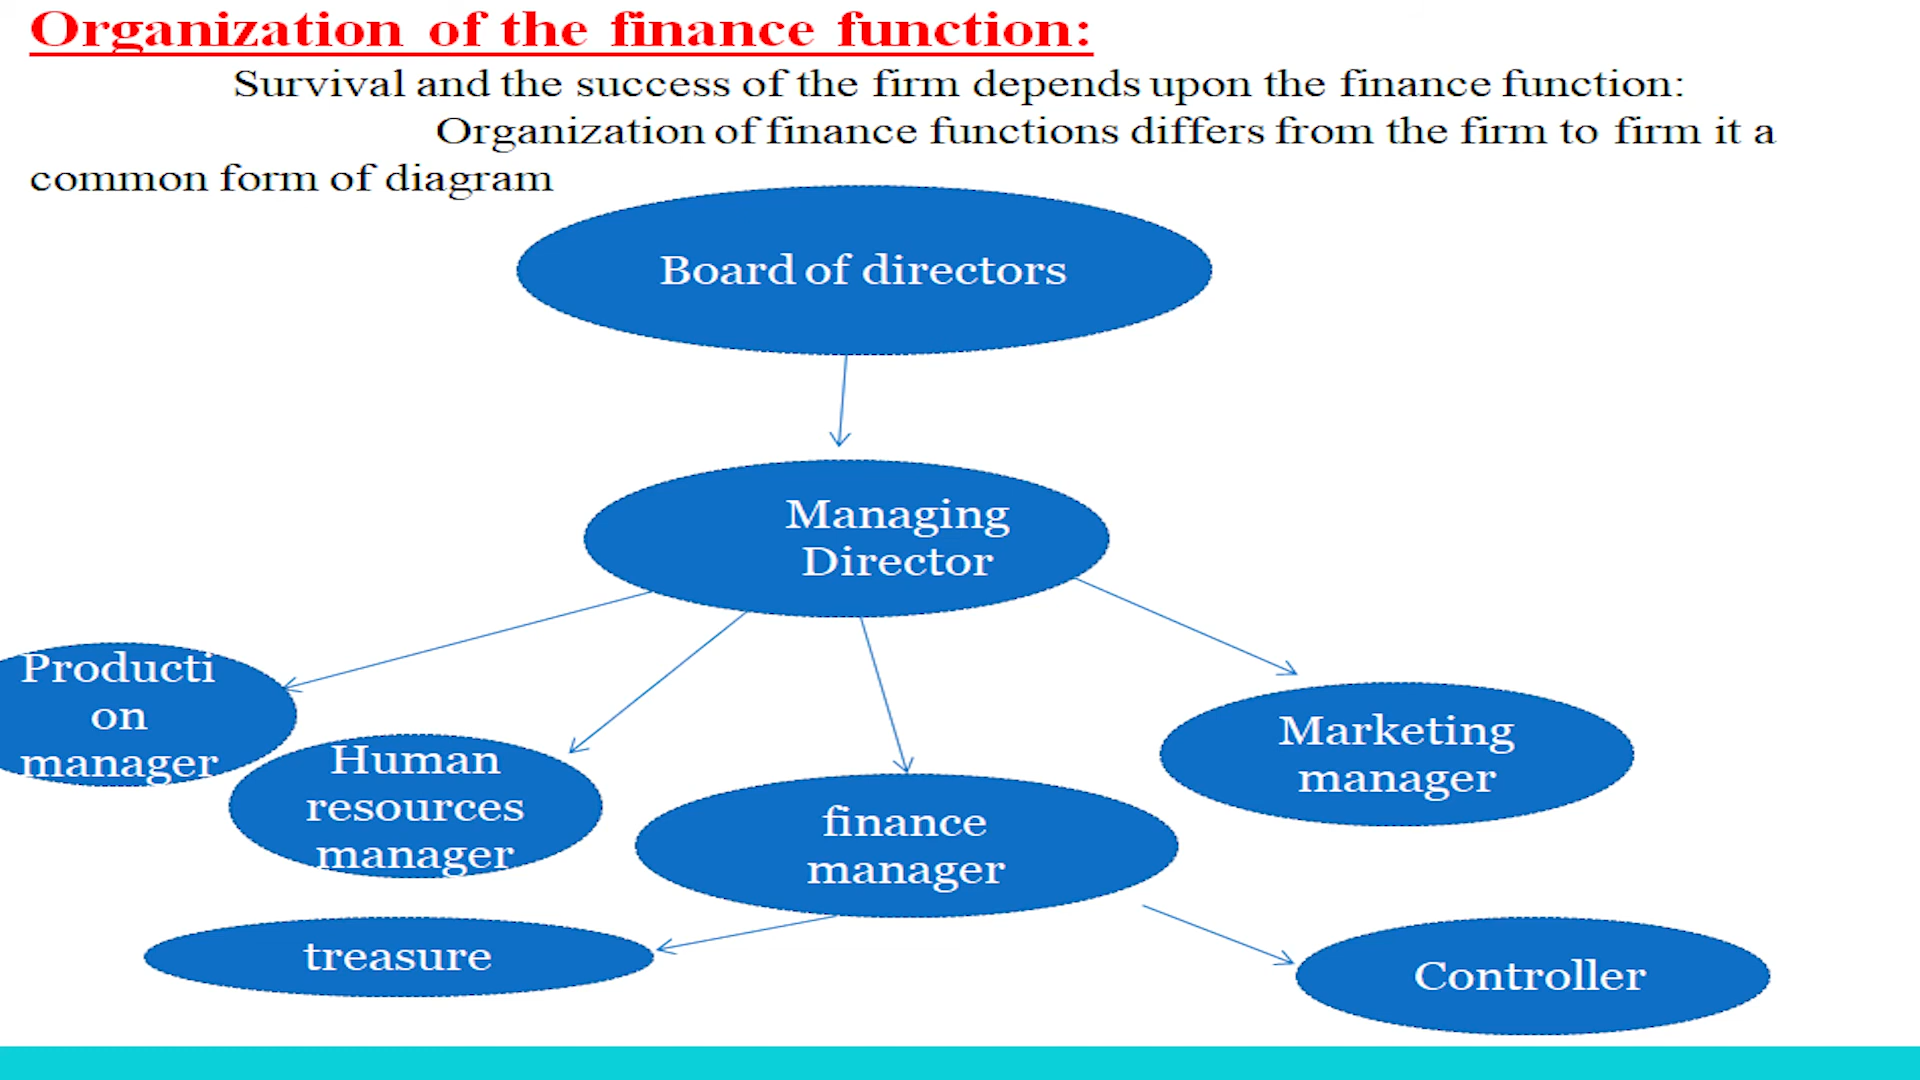 Organization of the finance function:
Survival and the success of the firm depends upon the finance function:
Organization of finance functions differs from the firm to firm it a
common form of diagram
Board of directors
Managing
Director
Producti
on
manager
Human
resources
manager
finance
manager
Marketing
manager
treasure
Controller